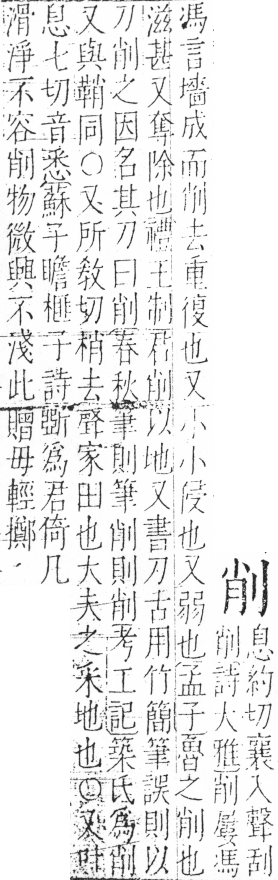 削
息約切襄入聲刮
削詩大雅削屢馮
馮言墻成而削去重復也又小小侵也又弱也孟子魯之削也
滋甚又奪除也禮王制君削以地又書刀古用竹簡筆誤則以
刀削之因名其刀曰削春秋筆則筆削則削考工記築氏爲削
又與鞘同○又所敎切梢去聲家田也大夫之采地也○又
息七切音悉蘇子瞻榧子詩斲爲君倚几
滑淨不容削物微興不淺此贈毋輕擲